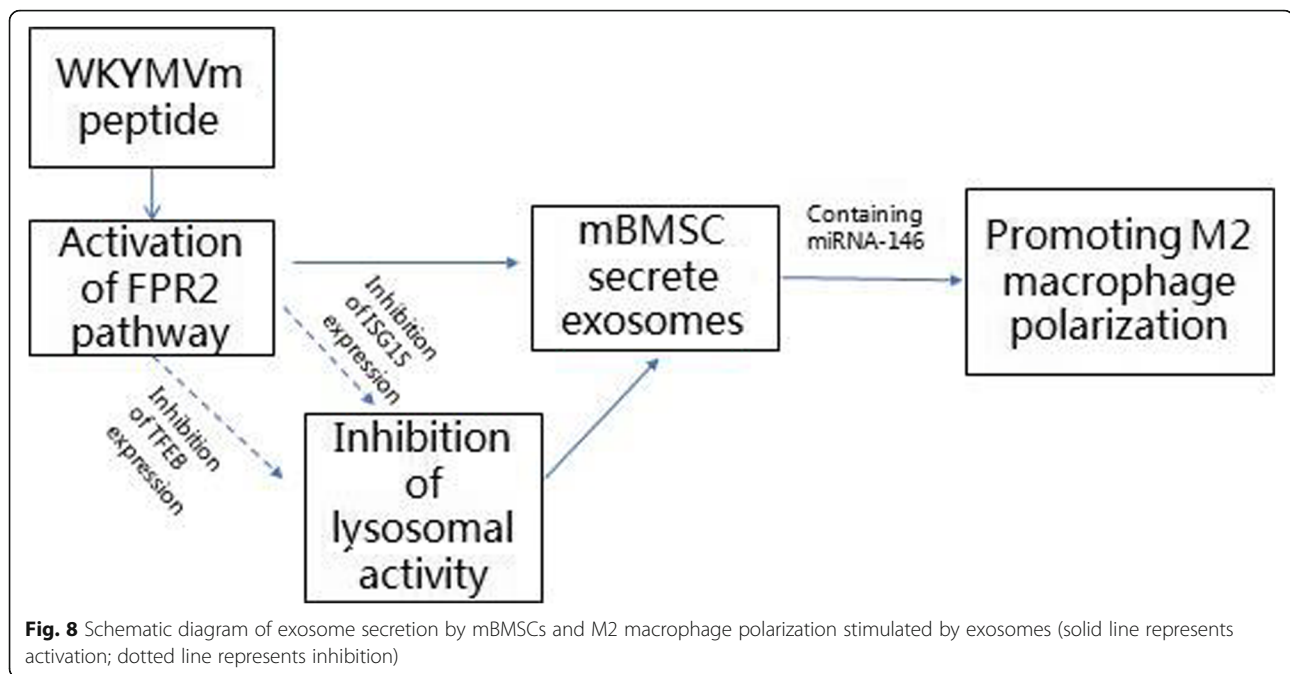 WKYMVm
peptide
Activation
of FPR2
pathway
Inhibition
of ISG15
expression
Inhibition
of TFEB
expression
Inhibition
of
lysosomal
activity
mBMSC
secrete
exosomes
Containing
miRNA-146
Promoting M2
macrophage
polarization
Fig. 8 Schematic diagram of exosome secretion by mBMSCs and M2 macrophage polarization stimulated by exosomes (solid line represents
activation; dotted line represents inhibition)